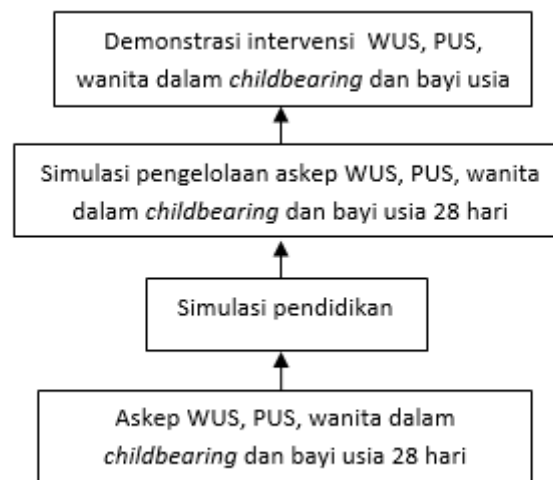 Demonstrasi intervensi WUS, PUS,
wanita dalam childbearing dan bayi usia
Simulasi pengelolaan askep WUS, PUS, wanita
dalam childbearing dan bayi usia 28 hari
Simulasi pendidikan
Askep WUS, PUS, wanita dalam
childbearing dan bayi usia 28 hari